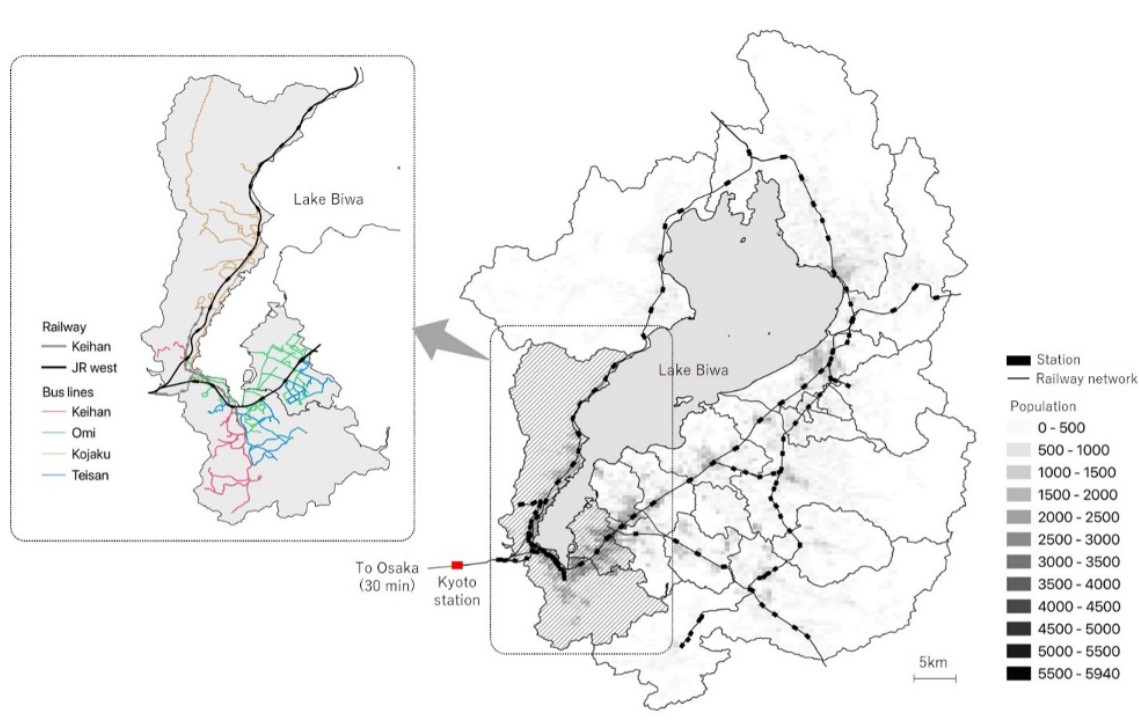 Lake Biwa
Railway
Keihan
JR west
Bus lines
Keihan
Omi
Kojaku
Teisan
Lake Biwa
To Osaka
(30 min)
Kyoto
station
5km
Station
Railway network
Population
0 - 500
500 - 1000
1000 - 1500
1500 - 2000
2000 - 2500
2500 - 3000
3000 - 3500
3500 - 4000
4000 - 4500
4500 - 5000
5000 - 5500
5500 - 5940